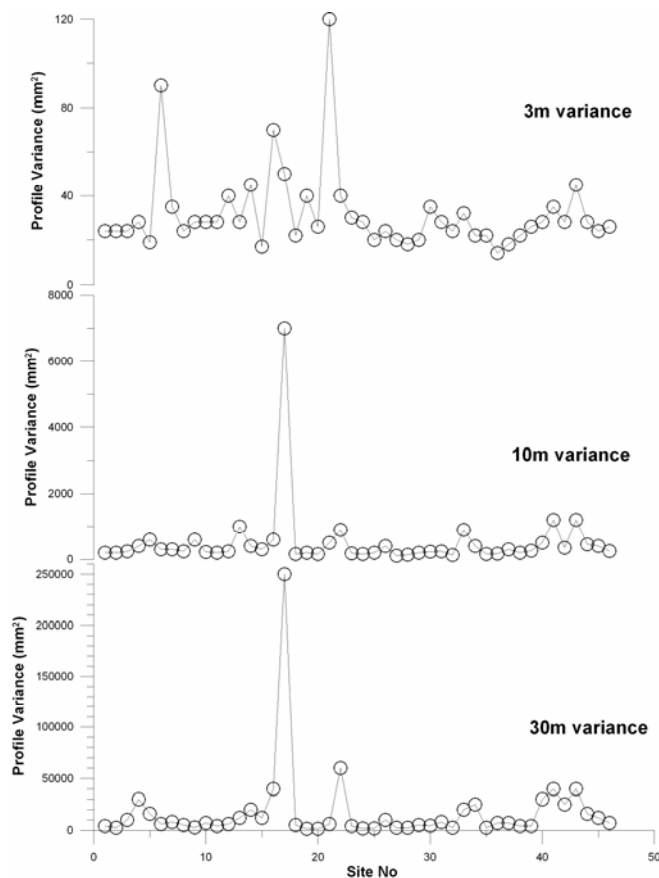 120
80
40
0
Profile Variance (mm²)
3m variance
8000
6000
4000
2000
0
Profile Variance (mm²)
10m variance
250000
200000
150000
100000
50000
0
Profile Variance (mm²)
30m variance
0 10 20 30 40 50
Site No